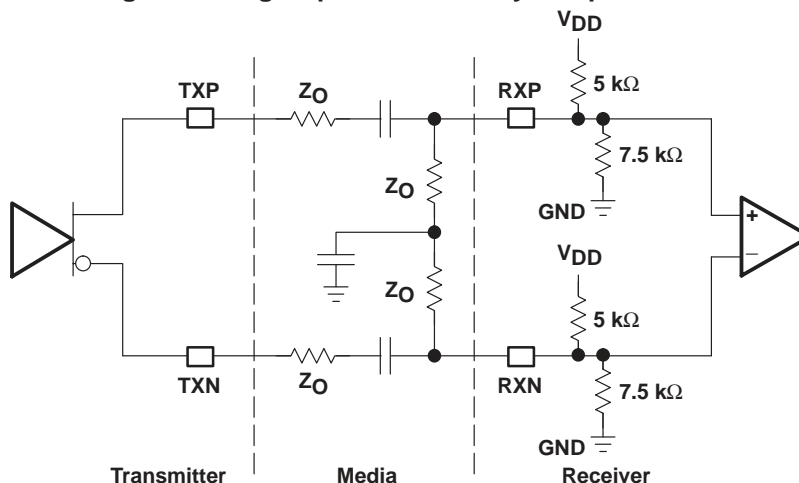 VDD
5 kΩ
TXP
ZO
RXP
7.5 kΩ
ZO
GND
+
−
VDD
ZO
5 kΩ
TXN
ZO
RXN
7.5 kΩ
GND
Transmitter
Media
Receiver